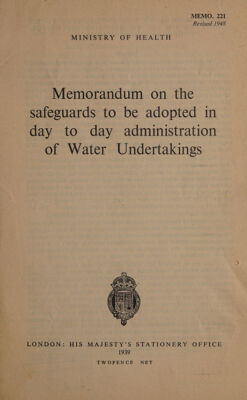 MEMO. 221
Revised 1948
MINISTRY OF HEALTH
Memorandum on the
safeguards to be adopted in
day to day administration
of Water Undertakings
LONDON: HIS MAJESTY'S STATIONERY OFFICE
1939
TWOPENCE NET